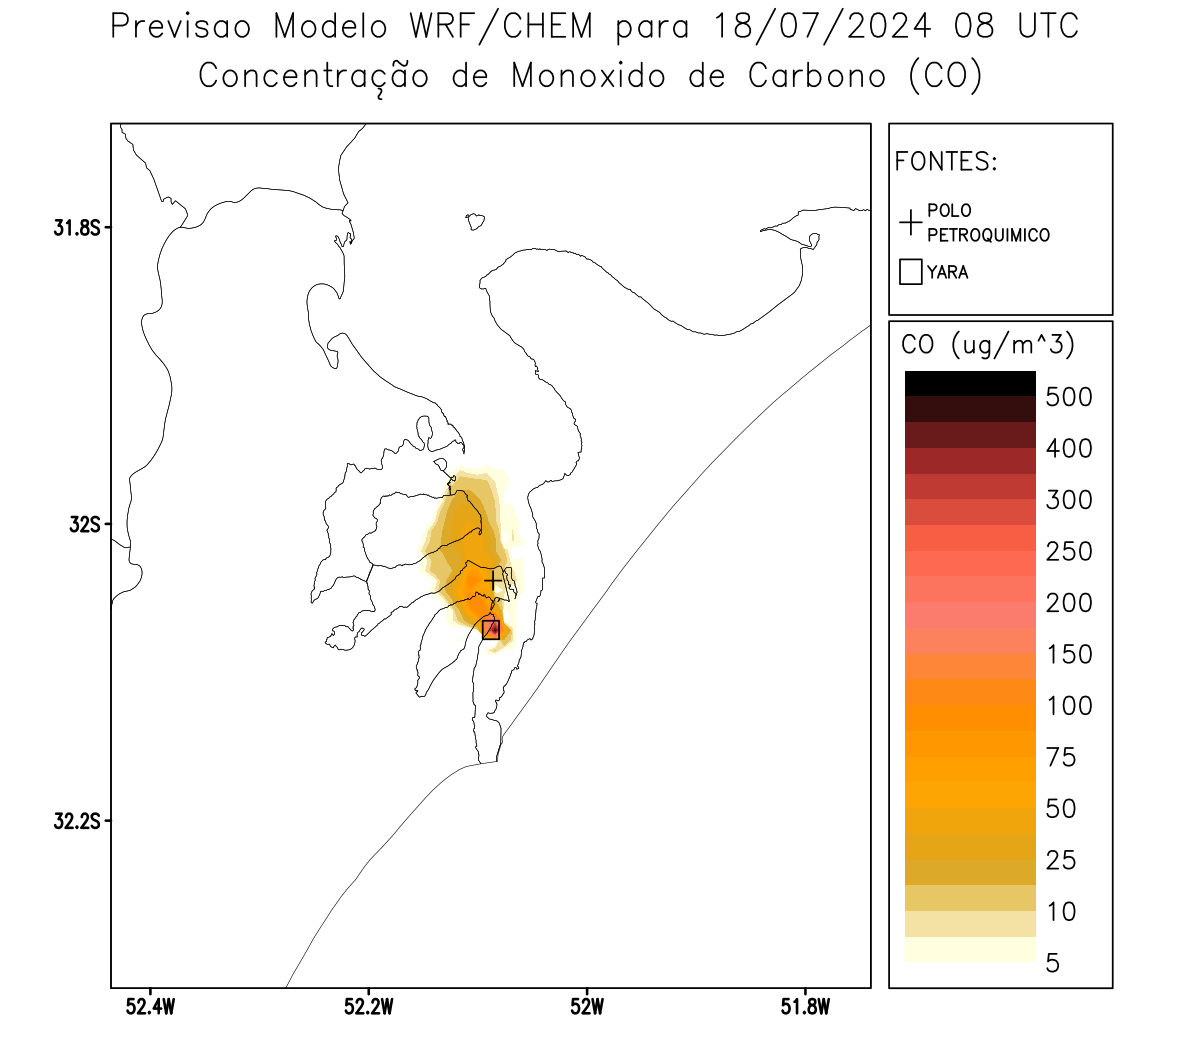 Previsao Modelo WRF/CHEM para 18/07/2024 08 UTC
Concentração de Monoxido de Carbono (CO)
FONTES:
POLO
PETROQUIMICO
YARA
CO (ug/m^3)
500
400
300
250
200
150
100
75
50
25
10
5
31.8S
32S
32.2S
52.4W
52.2W
52W
51.8W